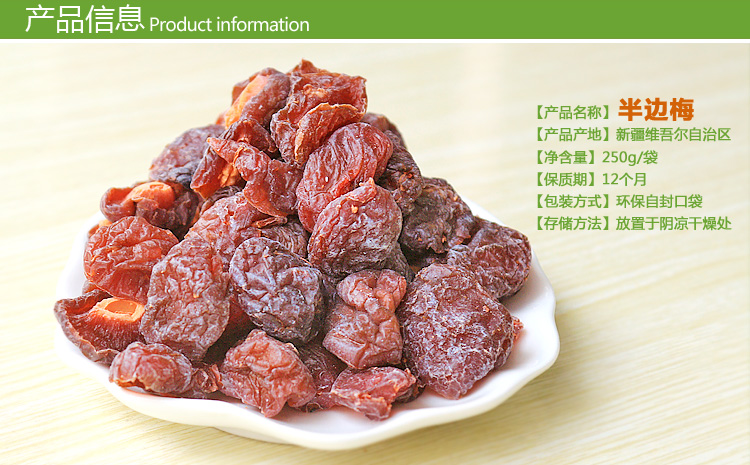 产品信息 Product information
【产品名称】半边梅
【产品产地】新疆维吾尔自治区
【净含量】250g/袋
【保质期】12个月
【包装方式】环保自封口袋
【存储方法】放置于阴凉干燥处